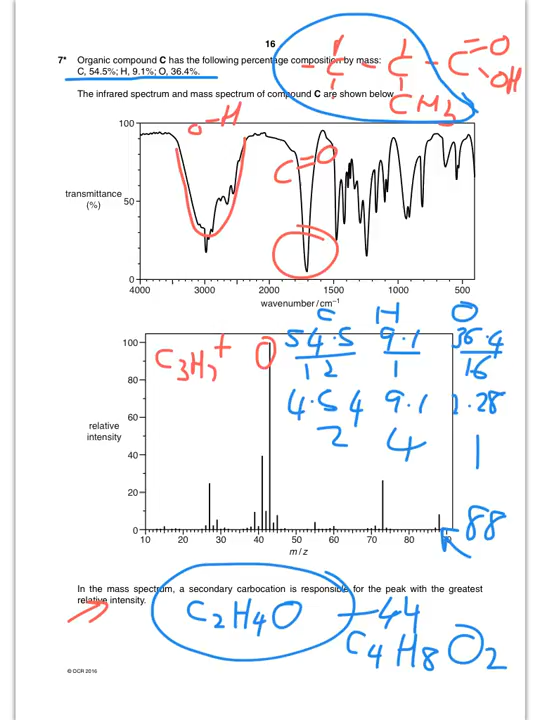 16
7* Organic compound C has the following percentage composition by mass:
C, 54.5%; H, 9.1%; O, 36.4%.
The infrared spectrum and mass spectrum of compound C are shown below
- C - C - C =O
OH
CH3
O-H
C=O
100
50
0
transmittance
(%)
4000 3000 2000 1500 1000 500
wavenumber / cm⁻¹
C H O
54.5 9.1 36.4
12 1 16
4.54 9.1 2.28
2 4 1
C3H7+
100
80
60
40
20
0
relative
intensity
10 20 30 40 50 60 70 80 90
m / z
88
In the mass spectrum, a secondary carbocation is responsible for the peak with the greatest
relative intensity.
C2H4O - 44
C4H8O2
© OCR 2016